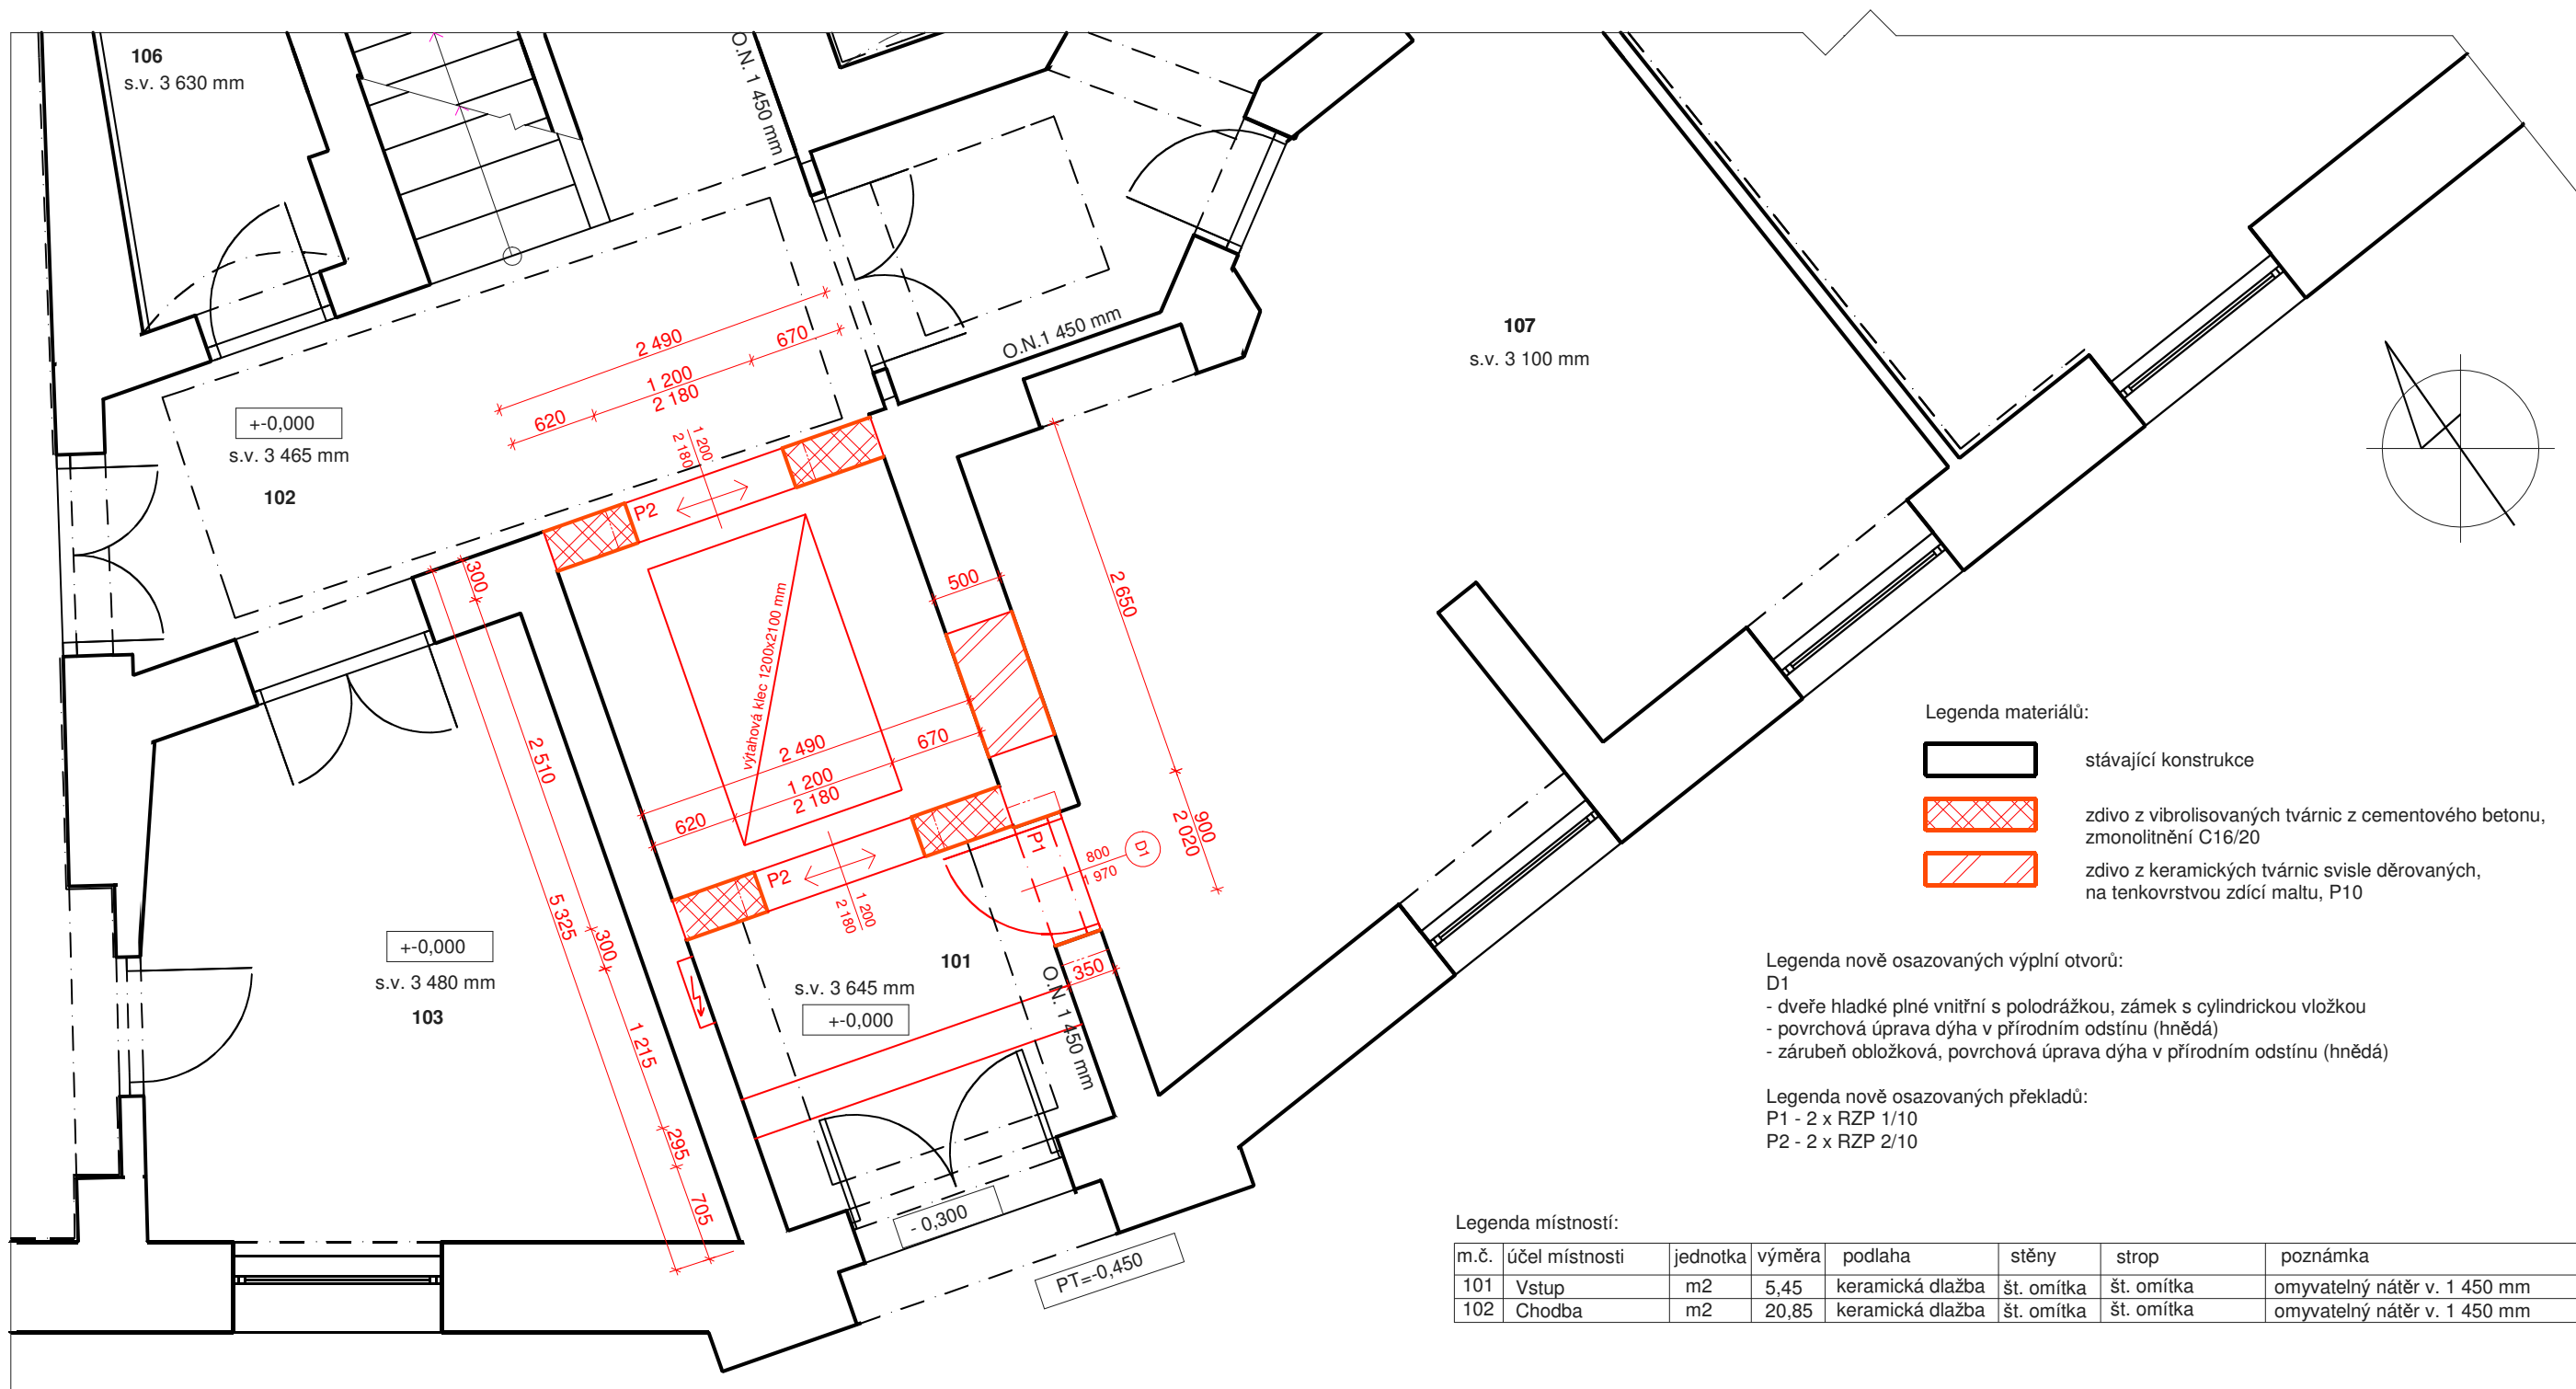 106
s.v. 3 630 mm
O.N. 1 450 mm
O.N.1 450 mm
107
s.v. 3 100 mm
2 490
670
1 200
2 180
620
1 200
2 180
P2
+-0,000
s.v. 3 465 mm
102
300
500
2 650
výtahová klec 1200x2100 mm
2 510
2 490
670
1 200
2 180
620
P2
1 200
2 180
P1
800
1 970
D1
900
2 020
5 325
300
+-0,000
s.v. 3 480 mm
103
101
s.v. 3 645 mm
+-0,000
350
O.N. 1 450 mm
1 215
295
705
- 0,300
PT=-0,450
Legenda materiálů:
stávající konstrukce
zdivo z vibrolisovaných tvárnic z cementového betonu,
zmonolitnění C16/20
zdivo z keramických tvárnic svisle děrovaných,
na tenkovrstvou zdící maltu, P10
Legenda nově osazovaných výplní otvorů:
D1
- dveře hladké plné vnitřní s polodrážkou, zámek s cylindrickou vložkou
- povrchová úprava dýha v přírodním odstínu (hnědá)
- zárubeň obložková, povrchová úprava dýha v přírodním odstínu (hnědá)
Legenda nově osazovaných překladů:
P1 - 2 x RZP 1/10
P2 - 2 x RZP 2/10
Legenda místností:
m.č. účel místnosti jednotka výměra podlaha stěny strop poznámka
101 Vstup m2 5,45 keramická dlažba št. omítka št. omítka omyvatelný nátěr v. 1 450 mm
102 Chodba m2 20,85 keramická dlažba št. omítka št. omítka omyvatelný nátěr v. 1 450 mm